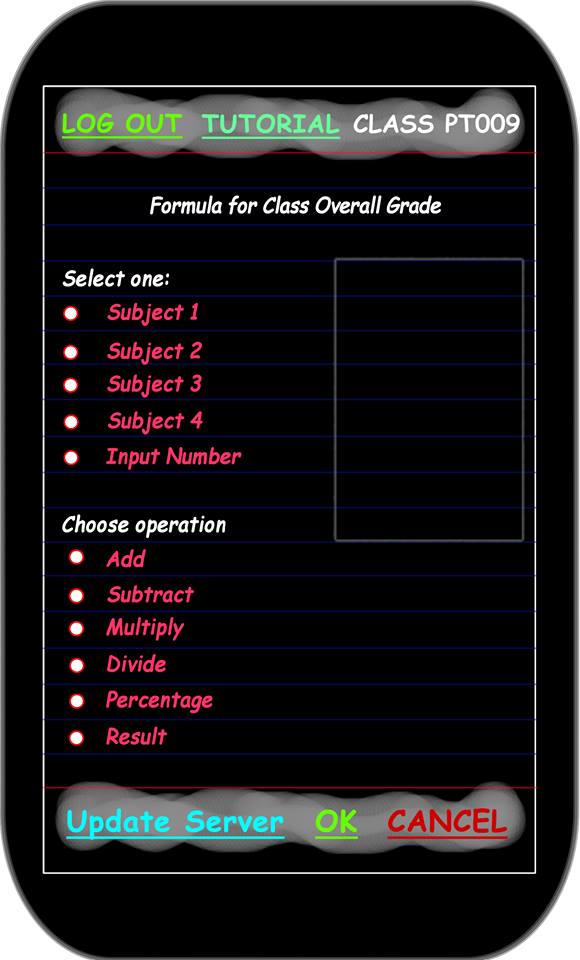 LOG OUT TUTORIAL CLASS PT009
Formula for Class Overall Grade
Select one:
Subject 1
Subject 2
Subject 3
Subject 4
Input Number
Choose operation
Add
Subtract
Multiply
Divide
Percentage
Result
Update Server OK CANCEL